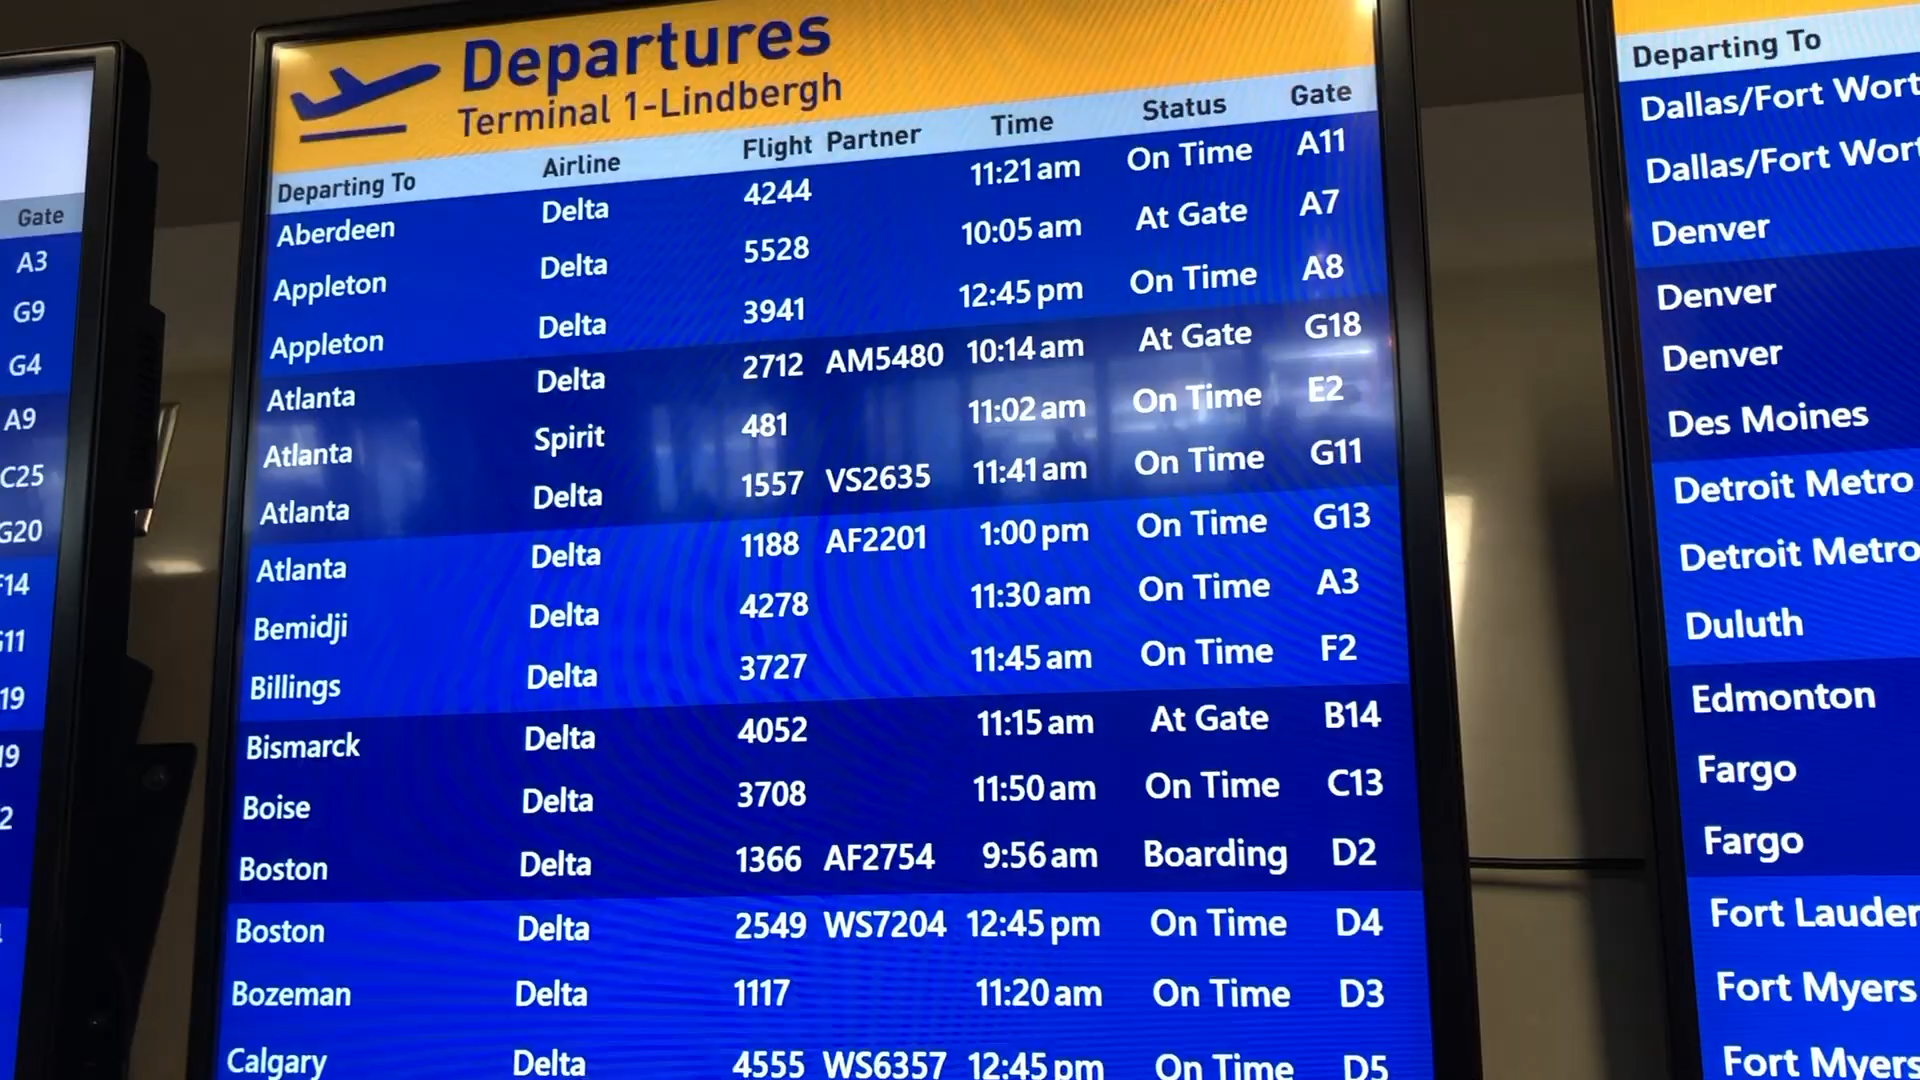 Departures
Terminal 1-Lindbergh
Departing To Airline Flight Partner Time Status Gate
Aberdeen Delta 4244 11:21 am On Time A11
Appleton Delta 5528 10:05 am At Gate A7
Appleton Delta 3941 12:45 pm On Time A8
Atlanta Delta 2712 AM5480 10:14 am At Gate G18
Atlanta Spirit 481 11:02 am On Time E2
Atlanta Delta 1557 VS2635 11:41 am On Time G11
Atlanta Delta 1188 AF2201 1:00 pm On Time G13
Bemidji Delta 4278 11:30 am On Time A3
Billings Delta 3727 11:45 am On Time F2
Bismarck Delta 4052 11:15 am At Gate B14
Boise Delta 3708 11:50 am On Time C13
Boston Delta 1366 AF2754 9:56 am Boarding D2
Boston Delta 2549 WS7204 12:45 pm On Time D4
Bozeman Delta 1117 11:20 am On Time D3
Calgary Delta 4555 WS6357 12:45 pm On Time D5
Gate
A3
G9
G4
A9
C25
G20
Departing To
Dallas/Fort
Dallas/Fort
Denver
Denver
Denver
Des Moines
Detroit Metro
Detroit Metro
Duluth
Edmonton
Fargo
Fargo
Fort
Fort Myers
Fort Myers